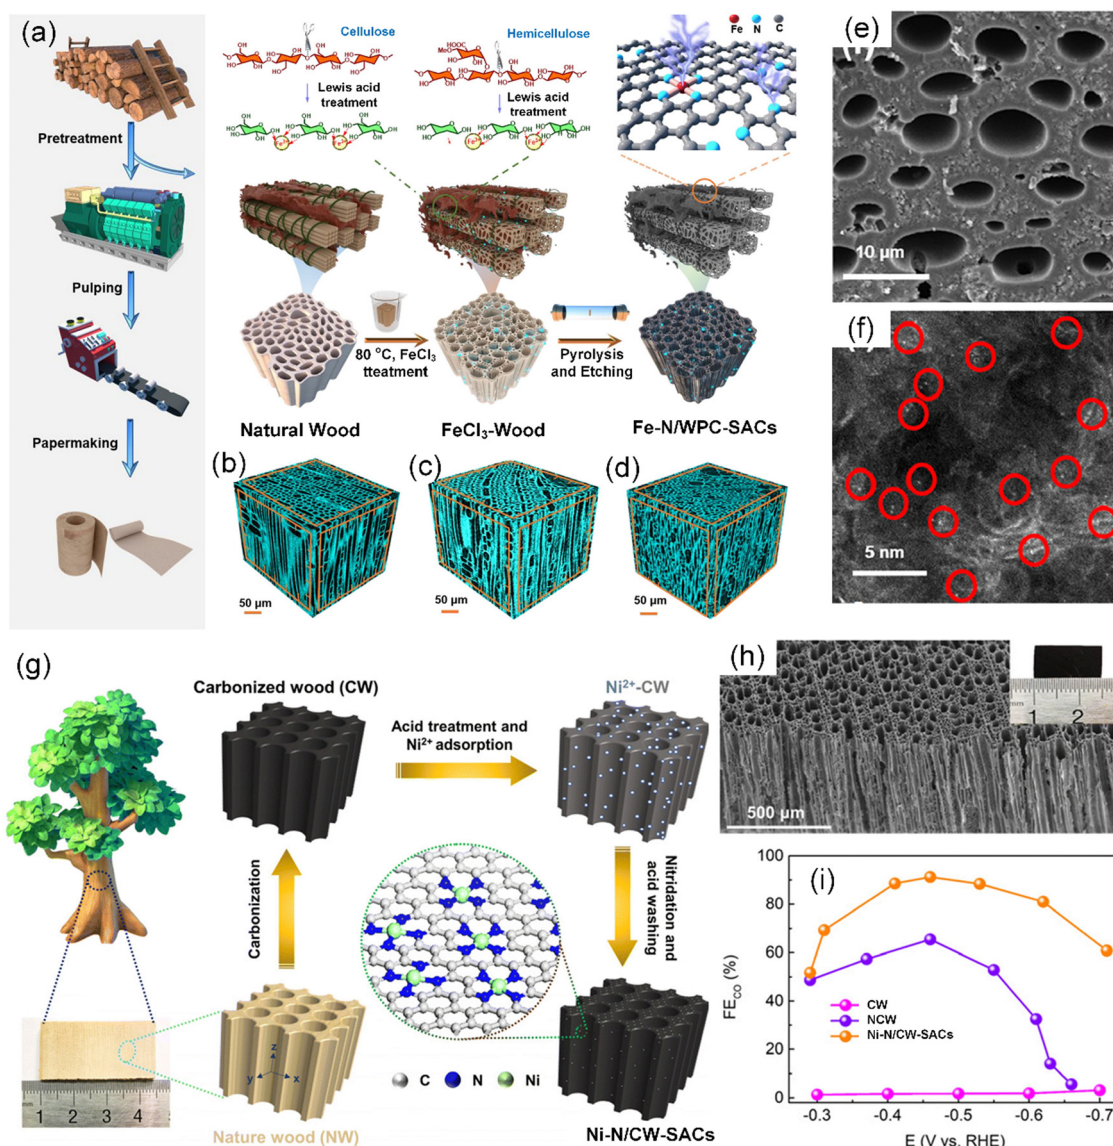 (a)
Pretreatment
Pulping
Papermaking
Cellulose
Lewis acid
treatment
Hemicellulose
Lewis acid
treatment
Fe N C
80 °C, FeCl₃
tteatment
Pyrolysis
and Etching
Natural Wood
FeCl₃-Wood
Fe-N/WPC-SACs
(b)
50 μm
(c)
50 μm
(d)
50 μm
(e)
10 μm
(f)
5 nm
(g)
Carbonized wood (CW)
Acid treatment and
Ni²⁺ adsorption
Ni²⁺-CW
Carbonization
Nitridation and
acid washing
z
y
x
C N Ni
1 2 3 4
Nature wood (NW)
Ni-N/CW-SACs
(h)
1 2
500 μm
(i)
100
80
60
40
20
0
FE_CO (%)
CW
NCW
Ni-N/CW-SACs
-0.3 -0.4 -0.5 -0.6 -0.7
E (V vs. RHE)